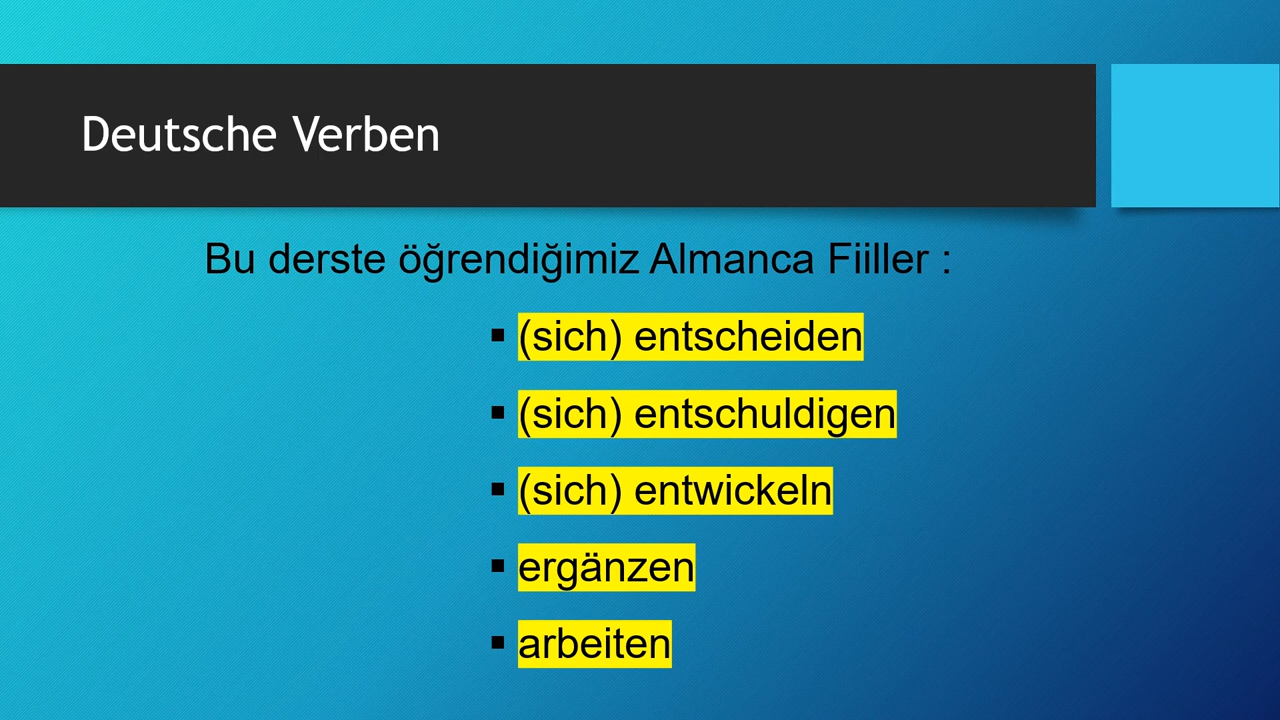 Deutsche Verben
Bu derste öğrendiğimiz Almanca Fiiller :
▪ (sich) entscheiden
▪ (sich) entschuldigen
▪ (sich) entwickeln
▪ ergänzen
▪ arbeiten